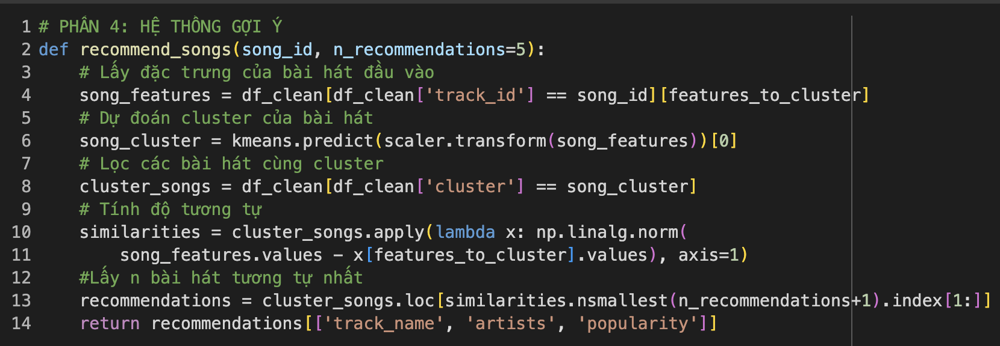 1 # PHẦN 4: HỆ THỐNG GỢI Ý
2 def recommend_songs(song_id, n_recommendations=5):
3     # Lấy đặc trưng của bài hát đầu vào
4     song_features = df_clean[df_clean['track_id'] == song_id][features_to_cluster]
5     # Dự đoán cluster của bài hát
6     song_cluster = kmeans.predict(scaler.transform(song_features))[0]
7     # Lọc các bài hát cùng cluster
8     cluster_songs = df_clean[df_clean['cluster'] == song_cluster]
9     # Tính độ tương tự
10     similarities = cluster_songs.apply(lambda x: np.linalg.norm(
11         song_features.values - x[features_to_cluster].values), axis=1)
12     #Lấy n bài hát tương tự nhất
13     recommendations = cluster_songs.loc[similarities.nsmallest(n_recommendations+1).index[1:]]
14     return recommendations[['track_name', 'artists', 'popularity']]